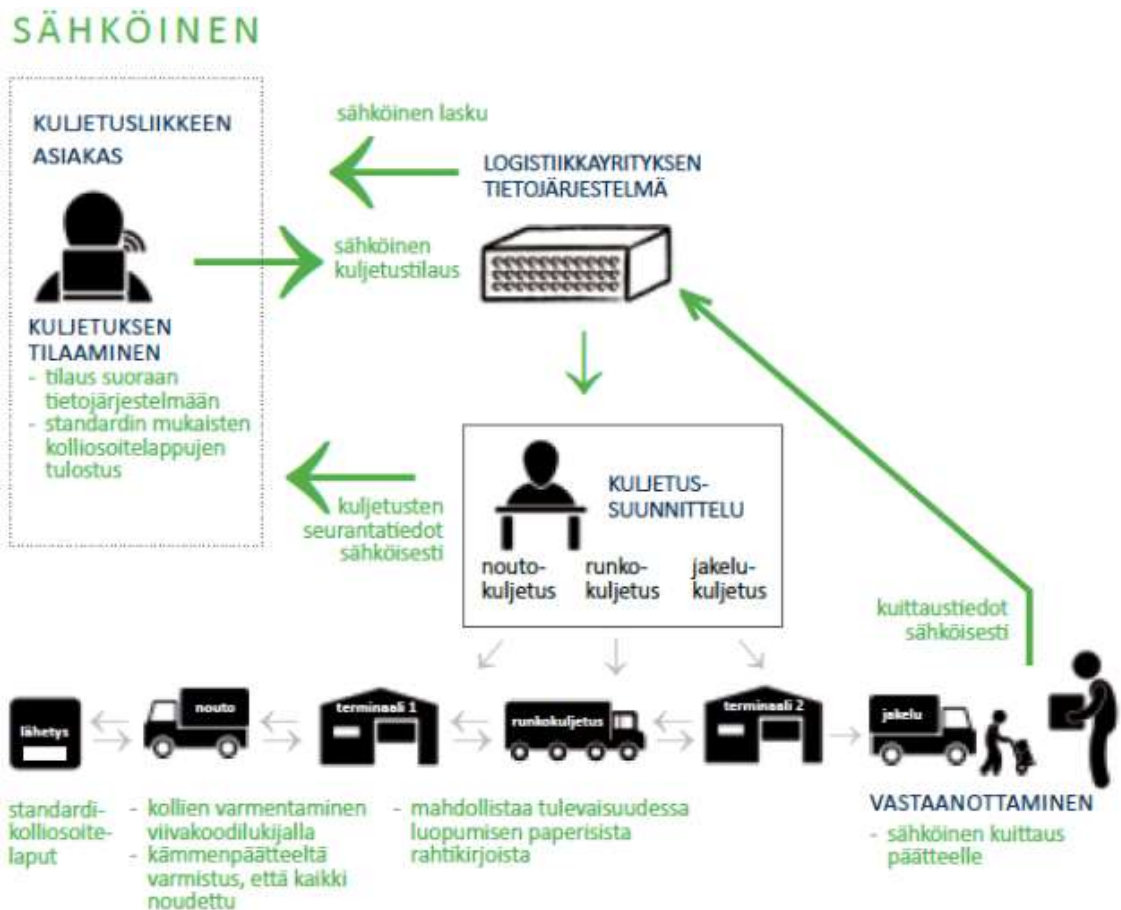 SÄHKÖINEN
KULJETUSLIIKKEEN
ASIAKAS
KULJETUKSEN
TILAAMINEN
- tilaus suoraan
tietojärjestelmään
- standardin mukaisten
kolliosoitelappujen
tulostus
sähköinen lasku
LOGISTIIKKAYRITYKSEN
TIETOJÄRJESTELMÄ
sähköinen
kuljetustilaus
kuljetusten
seurantatiedot
sähköisesti
KULJETUS-
SUUNNITTELU
nouto-
kuljetus
runko-
kuljetus
jakelu-
kuljetus
kuittaustiedot
sähköisesti
lähetys
nouto
terminaali 1
runkokuljetus
terminaali 2
jakelu
standardi-
kolliosoite-
laput
- kollien varmentaminen
viivakoodilukijalla
- kämmenpäätteeltä
varmistus, että kaikki
noudettu
- mahdollistaa tulevaisuudessa
luopumisen paperisista
rahtikirjoista
VASTAANOTTAMINEN
- sähköinen kuittaus
päätteelle